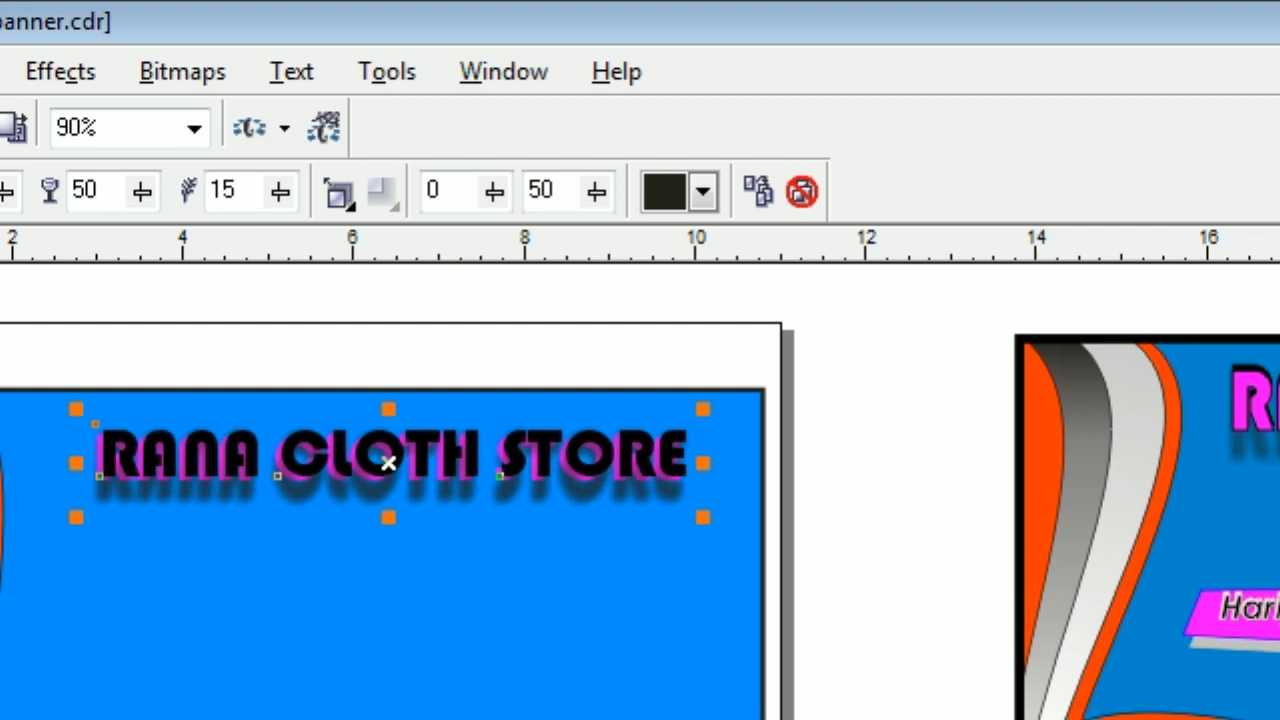 banner.cdr]
Effects Bitmaps Text Tools Window Help
90%
50 15 0 50
2 4 6 8 10 12 14 16
RANA CLOTH STORE